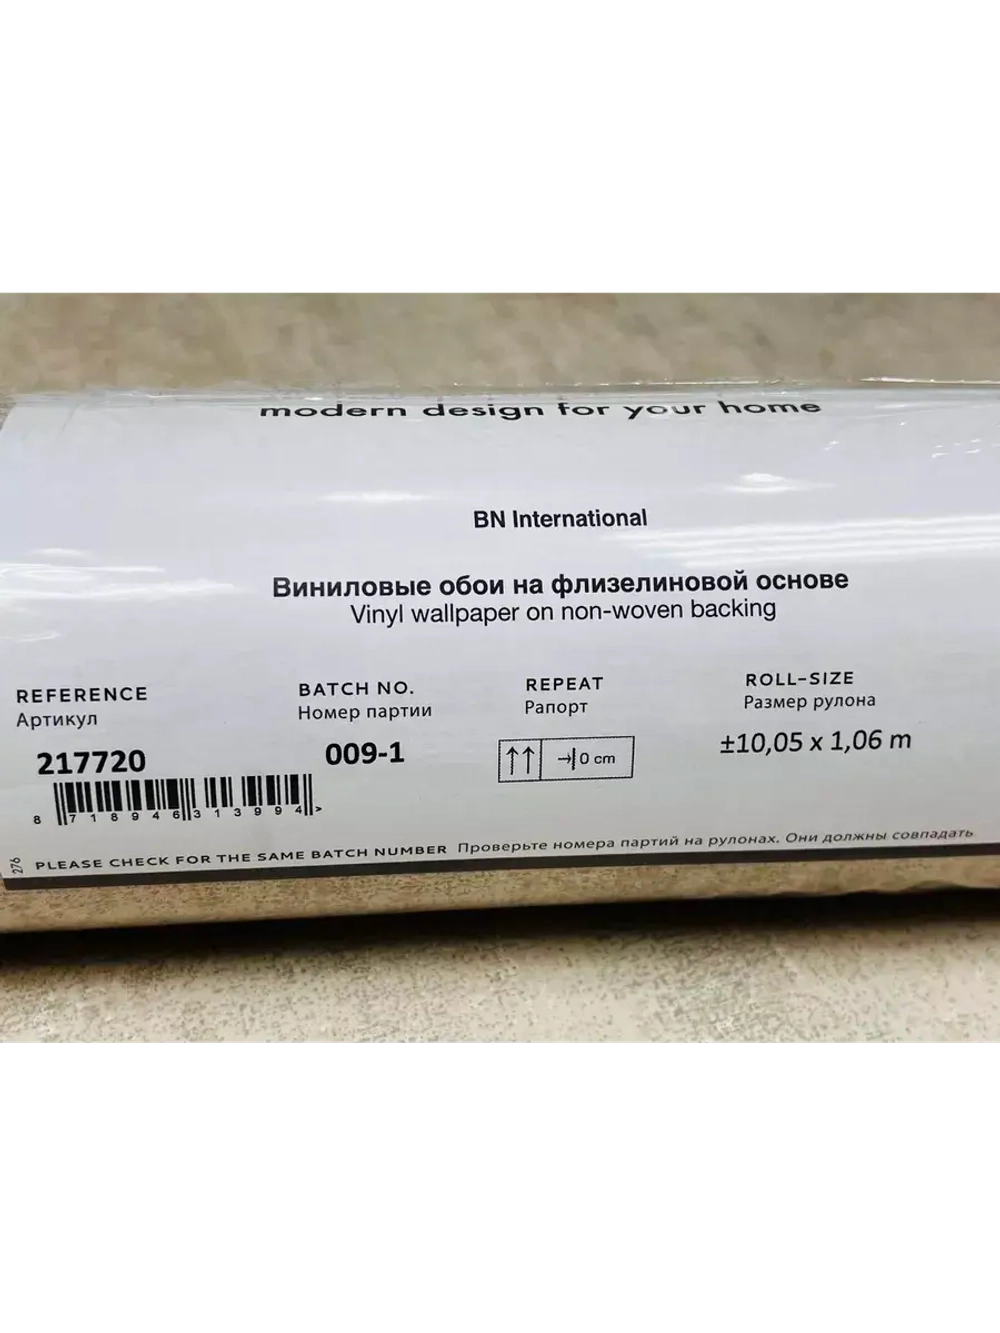 modern design for your home
BN International
Виниловые обои на флизелиновой основе
Vinyl wallpaper on non-woven backing
REFERENCE BATCH NO. REPEAT ROLL-SIZE
Артикул Номер партии Рапорт Размер рулона
217720 009-1 0 cm ±10,05 x 1,06 m
8 718946 313994 >
276
PLEASE CHECK FOR THE SAME BATCH NUMBER Проверьте номера партий на рулонах. Они должны совпадать